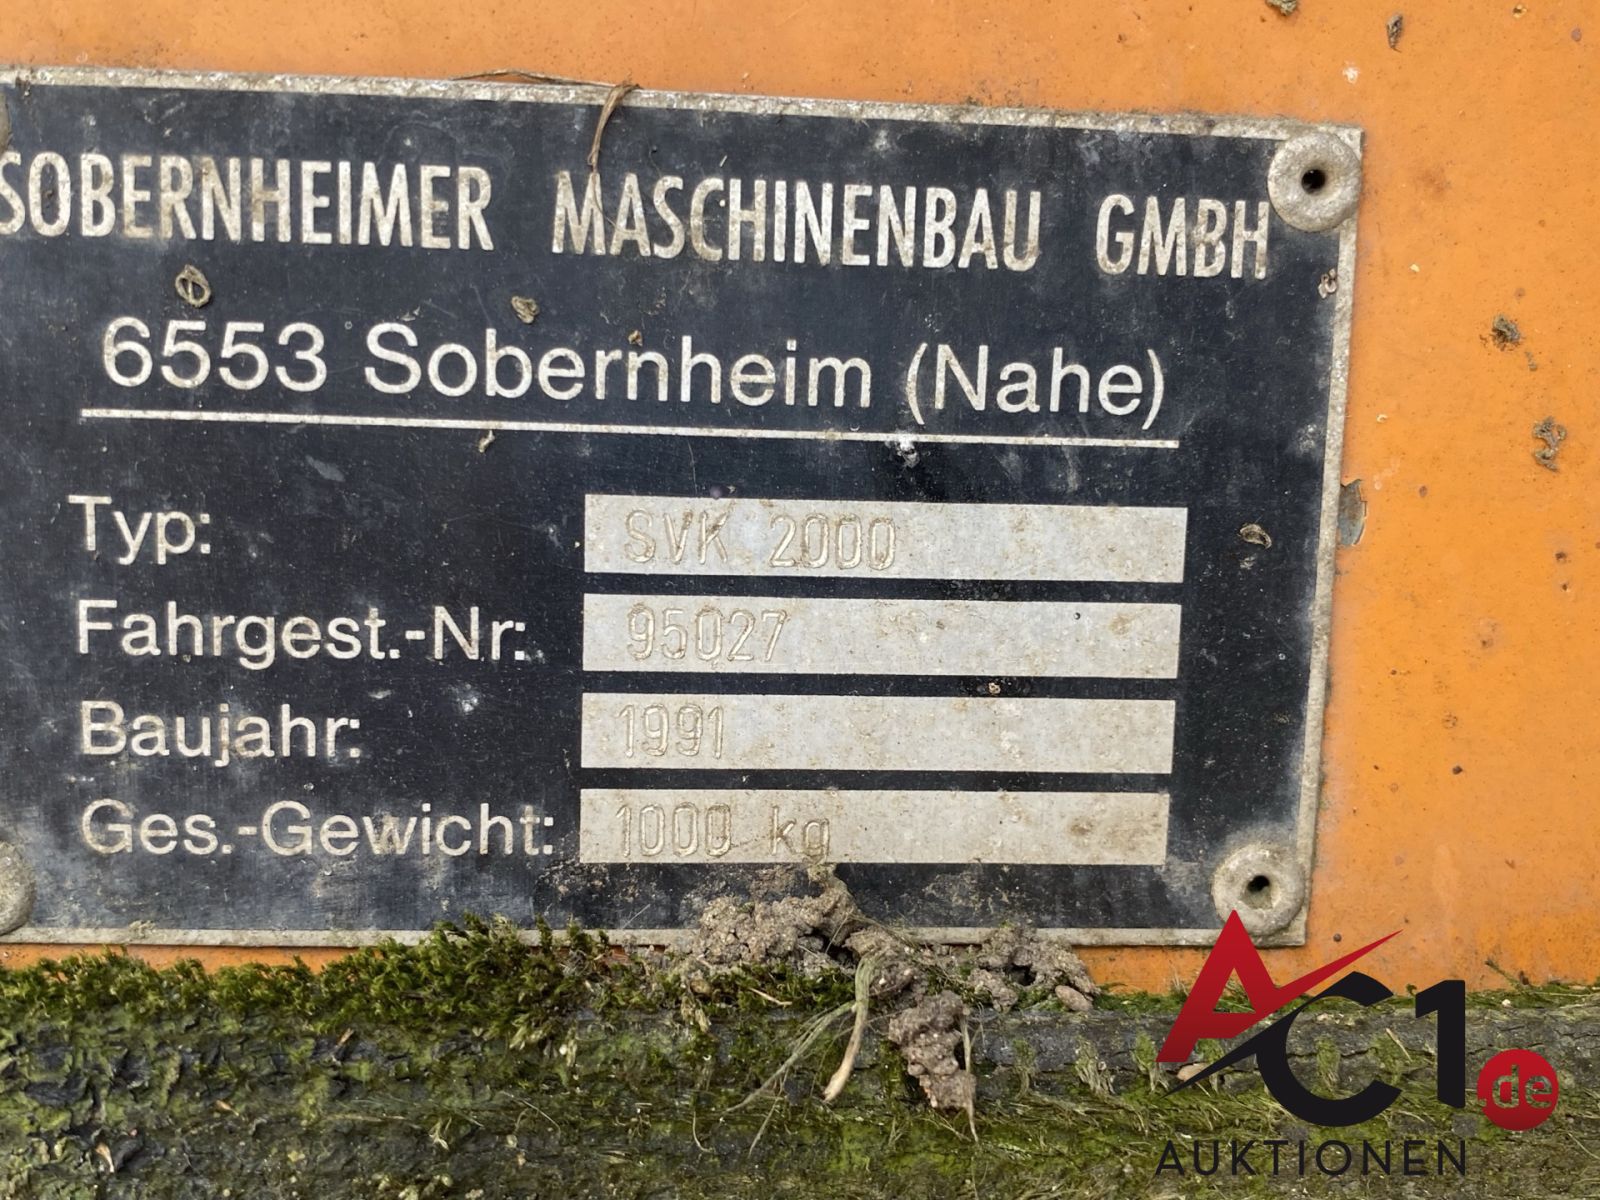 SOBERNHEIMER MASCHINENBAU GMBH
6553 Sobernheim (Nahe)
Typ: SVK 2000
Fahrgest.-Nr: 95027
Baujahr: 1991
Ges.-Gewicht: 1000 kg
AC1.de
AUKTIONEN